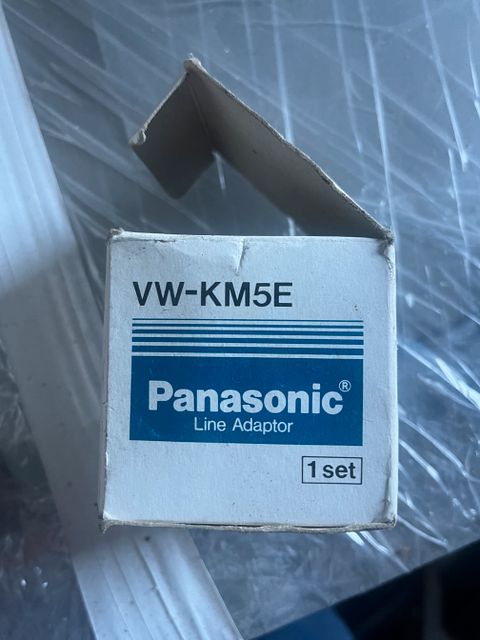 VW-KM5E
Panasonic®
Line Adaptor
1 set